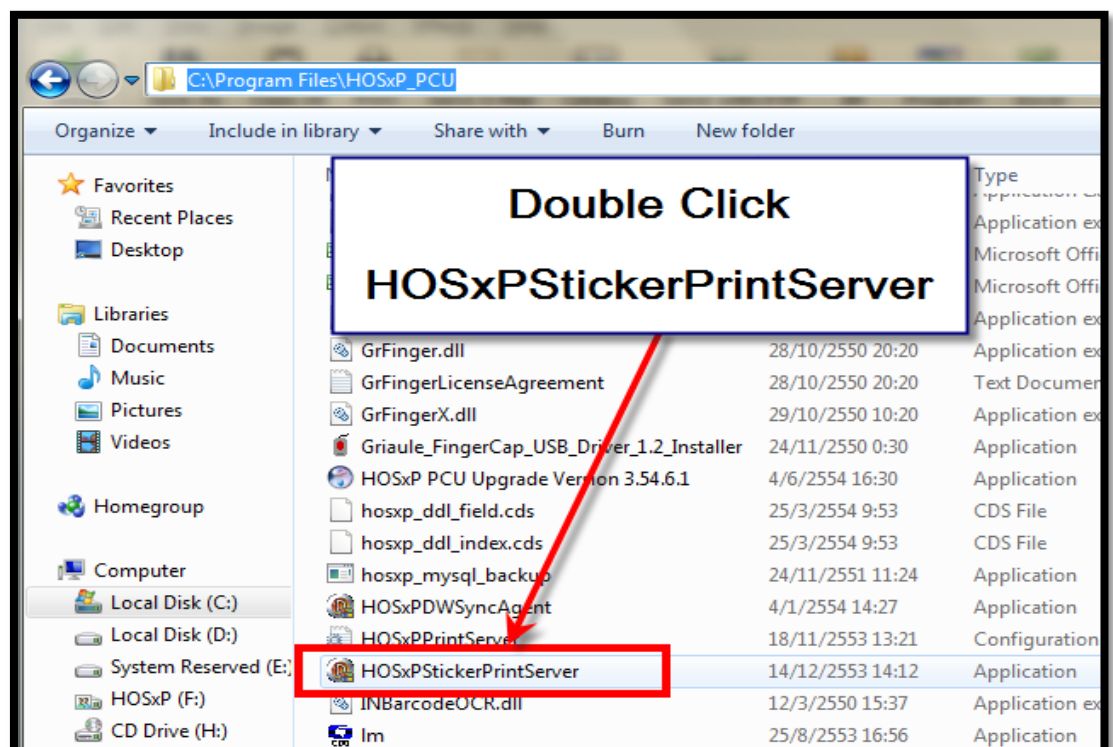 C:\Program Files\HOSxP_PCU
Organize Include in library Share with Burn New folder
Type
Favorites
Recent Places
Desktop
Libraries
Documents
Music
Pictures
Videos
Homegroup
Computer
Local Disk (C:)
Local Disk (D:)
System Reserved (E:)
HOSxP (F:)
CD Drive (H:)
Double Click
HOSxPStickerPrintServer
Application ex
Microsoft Offi
Microsoft Offi
Application ex
GrFinger.dll 28/10/2550 20:20 Application ex
GrFingerLicenseAgreement 28/10/2550 20:20 Text Documen
GrFingerX.dll 29/10/2550 10:20 Application ex
Griaule_FingerCap_USB_Driver_1.2_Installer 24/11/2550 0:30 Application
HOSxP PCU Upgrade Version 3.54.6.1 4/6/2554 16:30 Application
hosxp_ddl_field.cds 25/3/2554 9:53 CDS File
hosxp_ddl_index.cds 25/3/2554 9:53 CDS File
hosxp_mysql_backup 24/11/2551 11:24 Application
HOSxPDWSyncAgent 4/1/2554 14:27 Application
HOSxPPrintServer 18/11/2553 13:21 Configuration
HOSxPStickerPrintServer 14/12/2553 14:12 Application
INBarcodeOCR.dll 12/3/2550 15:37 Application ex
lm 25/8/2553 16:56 Application